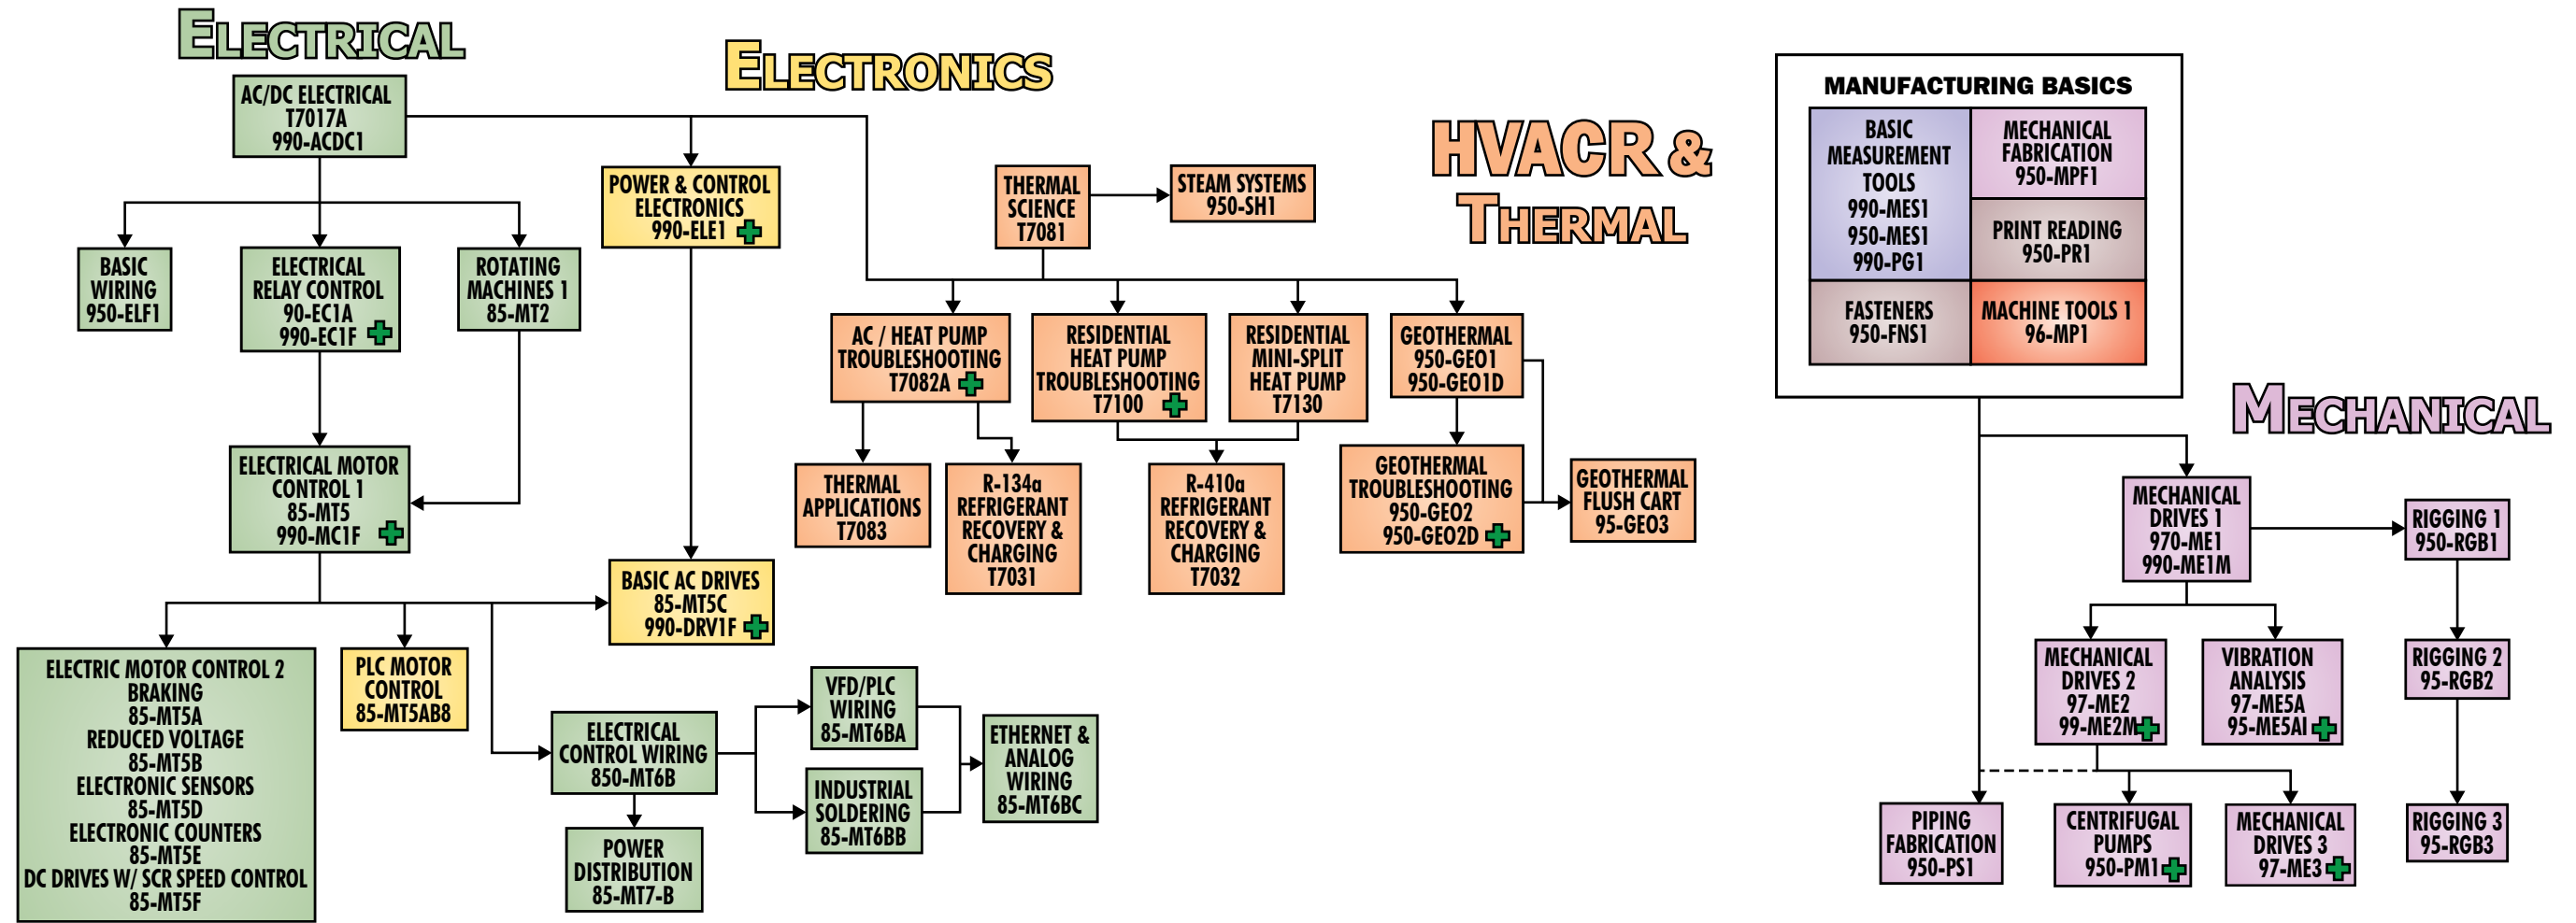 ELECTRICAL
AC/DC ELECTRICAL
T7017A
990-ACDC1
BASIC
WIRING
950-ELF1
ELECTRICAL
RELAY CONTROL
90-EC1A
990-EC1F
ROTATING
MACHINES 1
85-MT2
ELECTRICAL MOTOR
CONTROL 1
85-MT5
990-MC1F
ELECTRIC MOTOR CONTROL 2
BRAKING
85-MT5A
REDUCED VOLTAGE
85-MT5B
ELECTRONIC SENSORS
85-MT5D
ELECTRONIC COUNTERS
85-MT5E
DC DRIVES W/ SCR SPEED CONTROL
85-MT5F
PLC MOTOR
CONTROL
85-MT5AB8
ELECTRICAL
CONTROL WIRING
850-MT6B
POWER
DISTRIBUTION
85-MT7-B
VFD/PLC
WIRING
85-MT6BA
INDUSTRIAL
SOLDERING
85-MT6BB
ETHERNET &
ANALOG
WIRING
85-MT6BC
ELECTRONICS
POWER & CONTROL
ELECTRONICS
990-ELE1
BASIC AC DRIVES
85-MT5C
990-DRV1F
HVACR &
THERMAL
THERMAL
SCIENCE
T7081
STEAM SYSTEMS
950-SH1
AC / HEAT PUMP
TROUBLESHOOTING
T7082A
RESIDENTIAL
HEAT PUMP
TROUBLESHOOTING
T7100
RESIDENTIAL
MINI-SPLIT
HEAT PUMP
T7130
GEOTHERMAL
950-GEO1
950-GEO1D
THERMAL
APPLICATIONS
T7083
R-134a
REFRIGERANT
RECOVERY &
CHARGING
T7031
R-410a
REFRIGERANT
RECOVERY &
CHARGING
T7032
GEOTHERMAL
TROUBLESHOOTING
950-GEO2
950-GEO2D
GEOTHERMAL
FLUSH CART
95-GEO3
MANUFACTURING BASICS
BASIC
MEASUREMENT
TOOLS
990-MES1
950-MES1
990-PG1
MECHANICAL
FABRICATION
950-MPF1
PRINT READING
950-PR1
FASTENERS
950-FNS1
MACHINE TOOLS 1
96-MP1
MECHANICAL
MECHANICAL
DRIVES 1
970-ME1
990-ME1M
RIGGING 1
950-RGB1
MECHANICAL
DRIVES 2
97-ME2
99-ME2M
VIBRATION
ANALYSIS
97-ME5A
95-ME5AI
RIGGING 2
95-RGB2
PIPING
FABRICATION
950-PS1
CENTRIFUGAL
PUMPS
950-PM1
MECHANICAL
DRIVES 3
97-ME3
RIGGING 3
95-RGB3